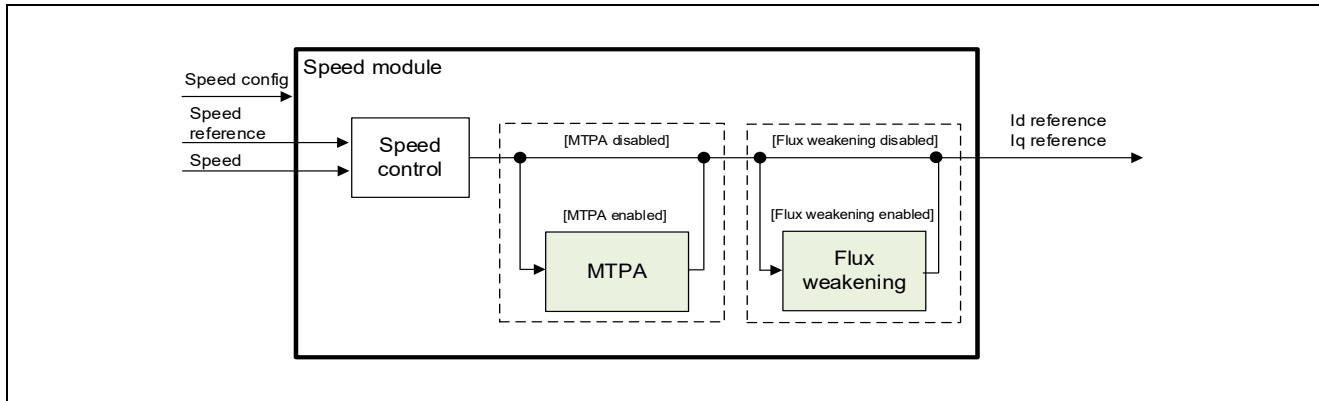 Speed module
Speed config
Speed
reference
Speed
Speed
control
[MTPA disabled]
[MTPA enabled]
MTPA
[Flux weakening disabled]
[Flux weakening enabled]
Flux
weakening
Id reference
Iq reference